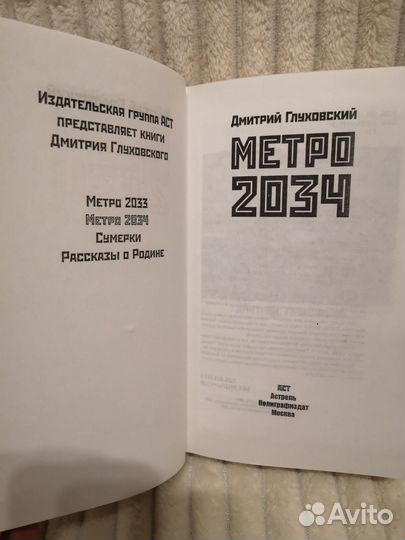 Издательская группа АСТ
представляет книги
Дмитрия Глуховского
Метро 2033
Метро 2034
Сумерки
Рассказы о Родине
Дмитрий Глуховский
МЕТРО
2034
АСТ
Астрель
Полиграфиздат
Москва
Avito